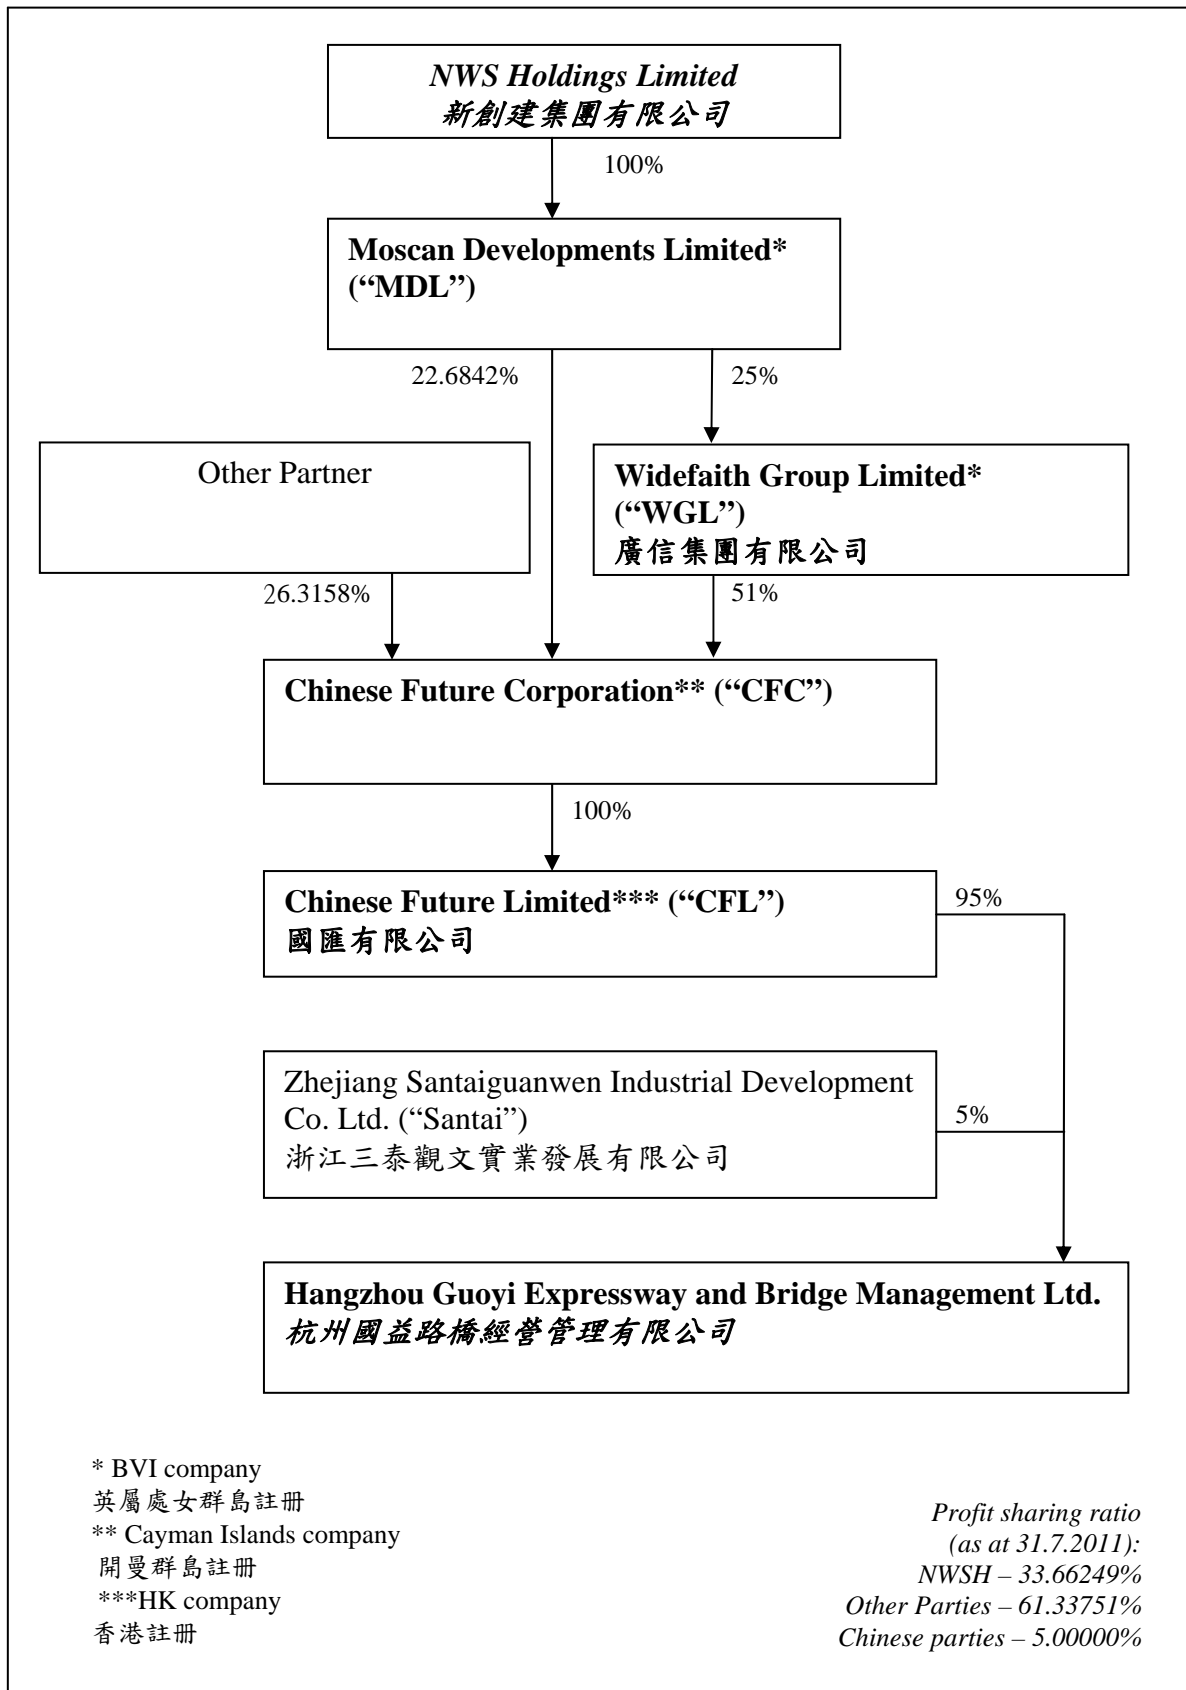 NWS Holdings Limited
新創建集團有限公司
100%
Moscan Developments Limited*
(“MDL”)
22.6842%
25%
Other Partner
Widefaith Group Limited*
(“WGL”)
廣信集團有限公司
26.3158%
51%
Chinese Future Corporation** (“CFC”)
100%
Chinese Future Limited*** (“CFL”)
國匯有限公司
95%
Zhejiang Santaiguanwen Industrial Development
Co. Ltd. (“Santai”)
浙江三泰觀文實業發展有限公司
5%
Hangzhou Guoyi Expressway and Bridge Management Ltd.
杭州國益路橋經營管理有限公司
* BVI company
英屬處女群島註冊
** Cayman Islands company
開曼群島註冊
***HK company
香港註冊
Profit sharing ratio
(as at 31.7.2011):
NWSH – 33.66249%
Other Parties – 61.33751%
Chinese parties – 5.00000%